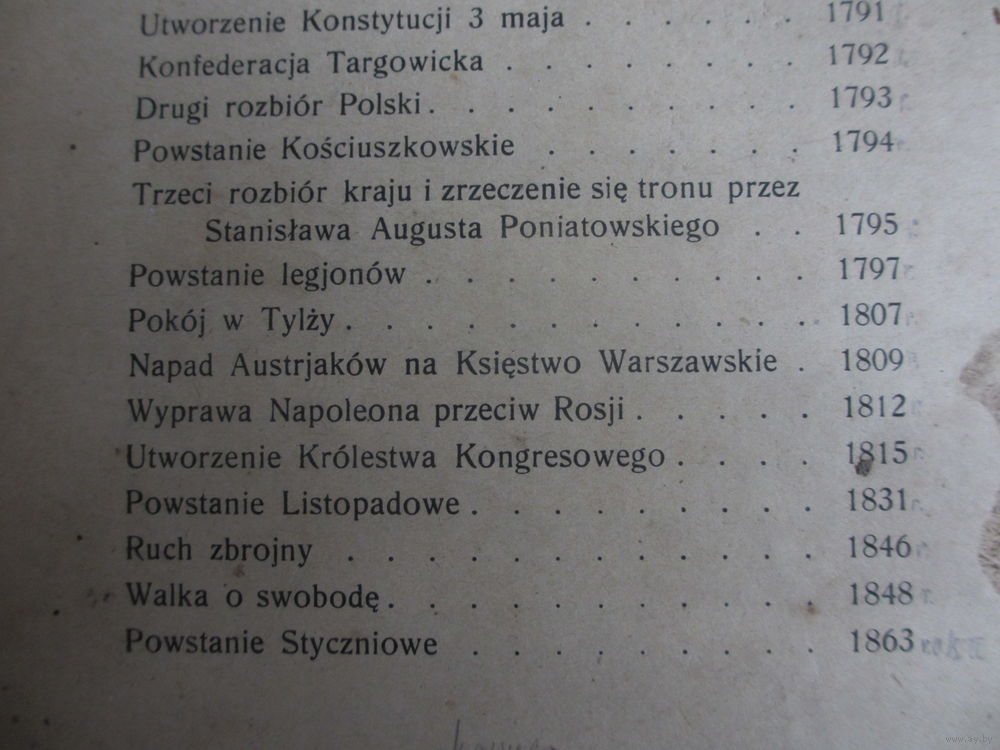 Utworzenie Konstytucji 3 maja . . . . . . 1791
Konfederacja Targowicka . . . . . . . . 1792
Drugi rozbiór Polski . . . . . . . . . . 1793 r.
Powstanie Kościuszkowskie . . . . . . . 1794 r.
Trzeci rozbiór kraju i zrzeczenie się tronu przez
Stanisława Augusta Poniatowskiego . . 1795
Powstanie legjonów . . . . . . . . . . 1797 r.
Pokój w Tylży . . . . . . . . . . . . 1807 r.
Napad Austrjaków na Księstwo Warszawskie . 1809
Wyprawa Napoleona przeciw Rosji . . . . . 1812
Utworzenie Królestwa Kongresowego . . . . 1815 r.
Powstanie Listopadowe . . . . . . . . . 1831 r.
Ruch zbrojny . . . . . . . . . . . . 1846 r.
Walka o swobodę . . . . . . . . . . . 1848 r.
Powstanie Styczniowe . . . . . . . . . 1863
www.ay.by